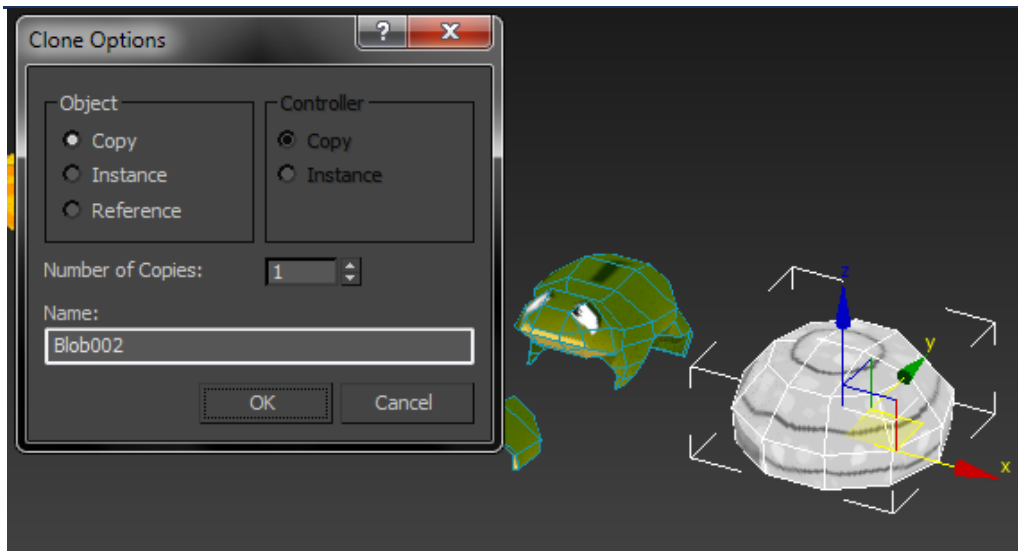 Clone Options
?
X
Object
Controller
Copy
Copy
Instance
Instance
Reference
Number of Copies:
1
Name:
Blob002
OK
Cancel
z
y
x